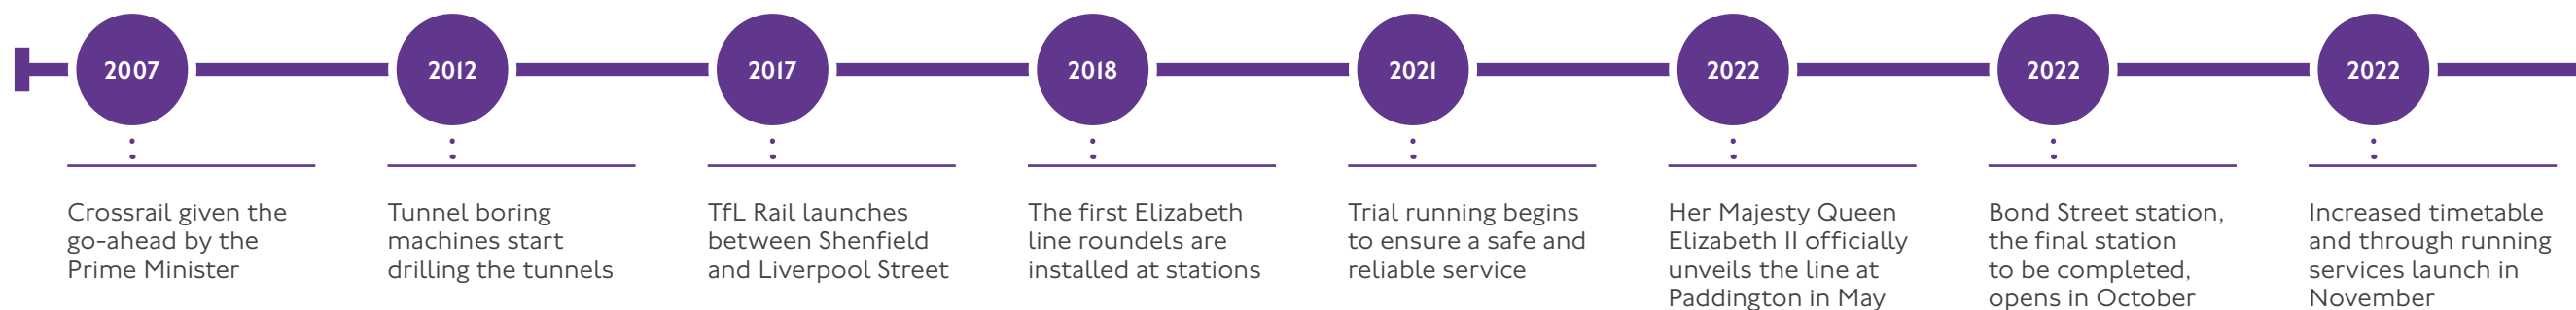 2007
Crossrail given the
go-ahead by the
Prime Minister
2012
Tunnel boring
machines start
drilling the tunnels
2017
TfL Rail launches
between Shenfield
and Liverpool Street
2018
The first Elizabeth
line roundels are
installed at stations
2021
Trial running begins
to ensure a safe and
reliable service
2022
Her Majesty Queen
Elizabeth II officially
unveils the line at
Paddington in May
2022
Bond Street station,
the final station
to be completed,
opens in October
2022
Increased timetable
and through running
services launch in
November